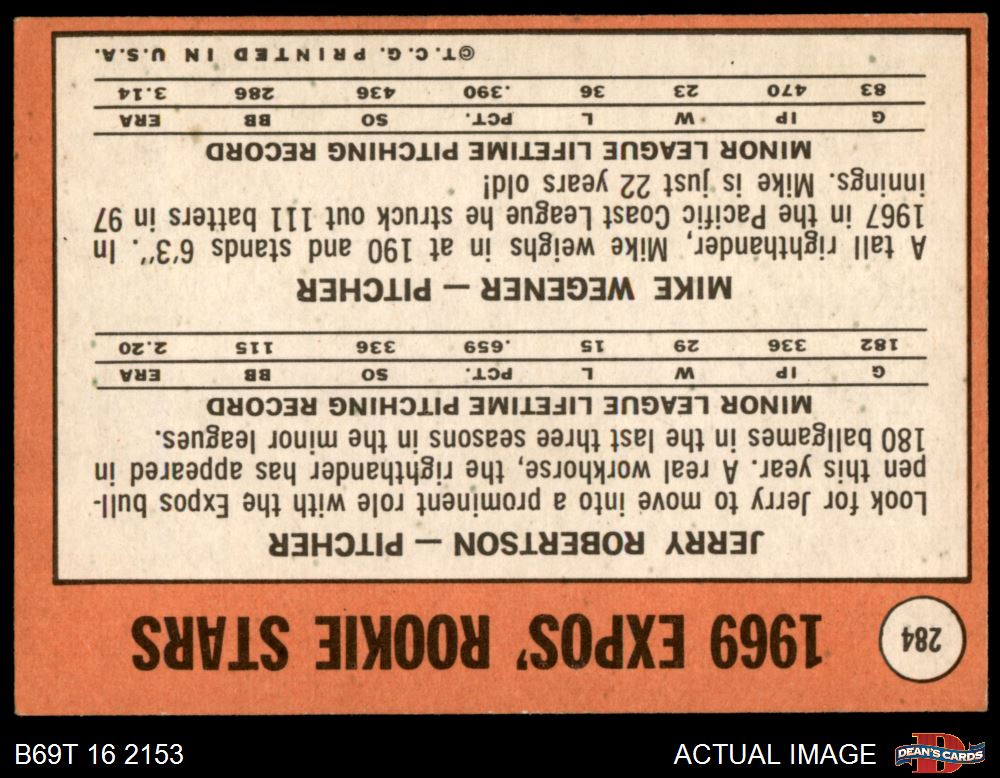 284
1969 EXPOS' ROOKIE STARS
JERRY ROBERTSON — PITCHER
Look for Jerry to move into a prominent role with the Expos bull-
pen this year. A real workhorse, the righthander has appeared in
180 ballgames in the last three seasons in the minor leagues.
MINOR LEAGUE LIFETIME PITCHING RECORD
G IP W L PCT. SO BB ERA
182 336 29 15 .659 336 115 2.20
MIKE WEGENER — PITCHER
A tall righthander, Mike weighs in at 190 and stands 6'3". In
1967 in the Pacific Coast League he struck out 111 batters in 97
innings. Mike is just 22 years old!
MINOR LEAGUE LIFETIME PITCHING RECORD
G IP W L PCT. SO BB ERA
83 470 23 36 .390 436 286 3.14
©T.C.G. PRINTED IN U.S.A.
B69T 16 2153
ACTUAL IMAGE
DEAN'S CARDS